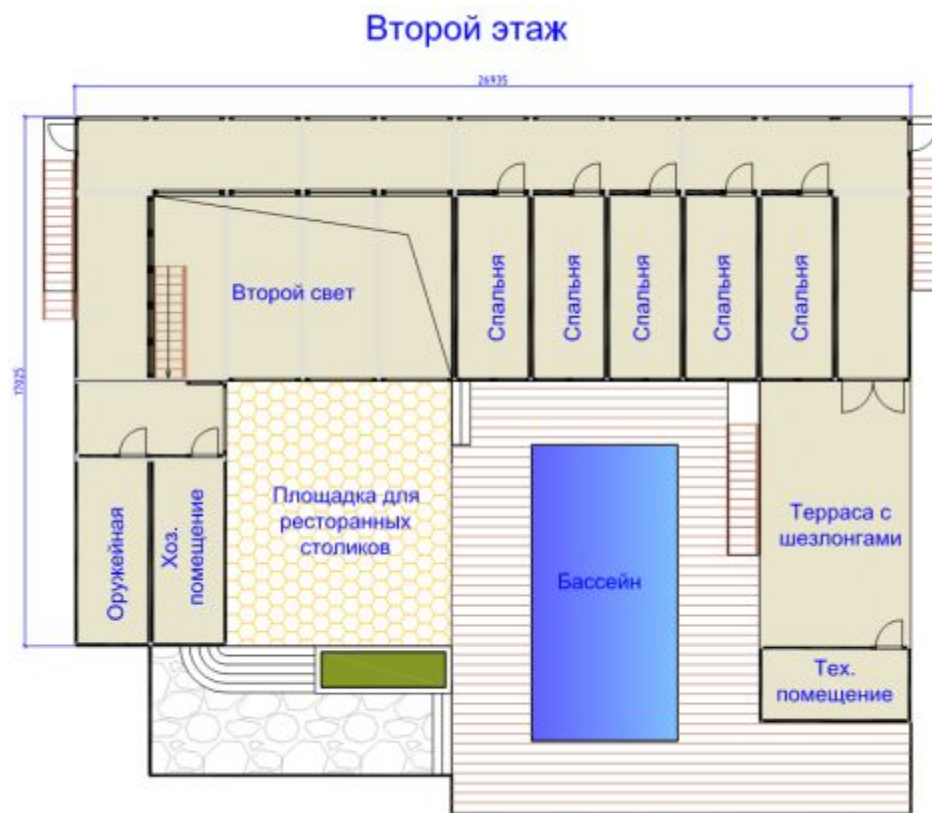 Второй этаж
26935
17025
Второй свет
Спальня
Спальня
Спальня
Спальня
Спальня
Оружейная
Хоз.
помещение
Площадка для
ресторанных
столиков
Бассейн
Терраса с
шезлонгами
Тех.
помещение